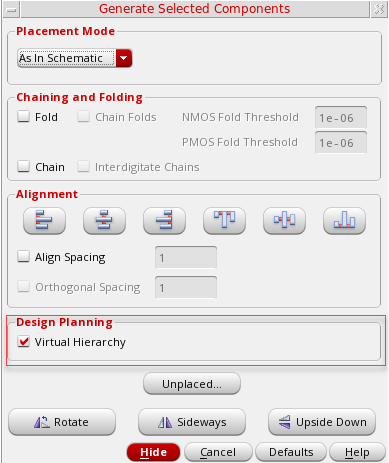 Generate Selected Components
Placement Mode
As In Schematic
Chaining and Folding
Fold Chain Folds NMOS Fold Threshold 1e-06
PMOS Fold Threshold 1e-06
Chain Interdigitate Chains
Alignment
Align Spacing 1
Orthogonal Spacing 1
Design Planning
Virtual Hierarchy
Unplaced...
Rotate Sideways Upside Down
Hide Cancel Defaults Help